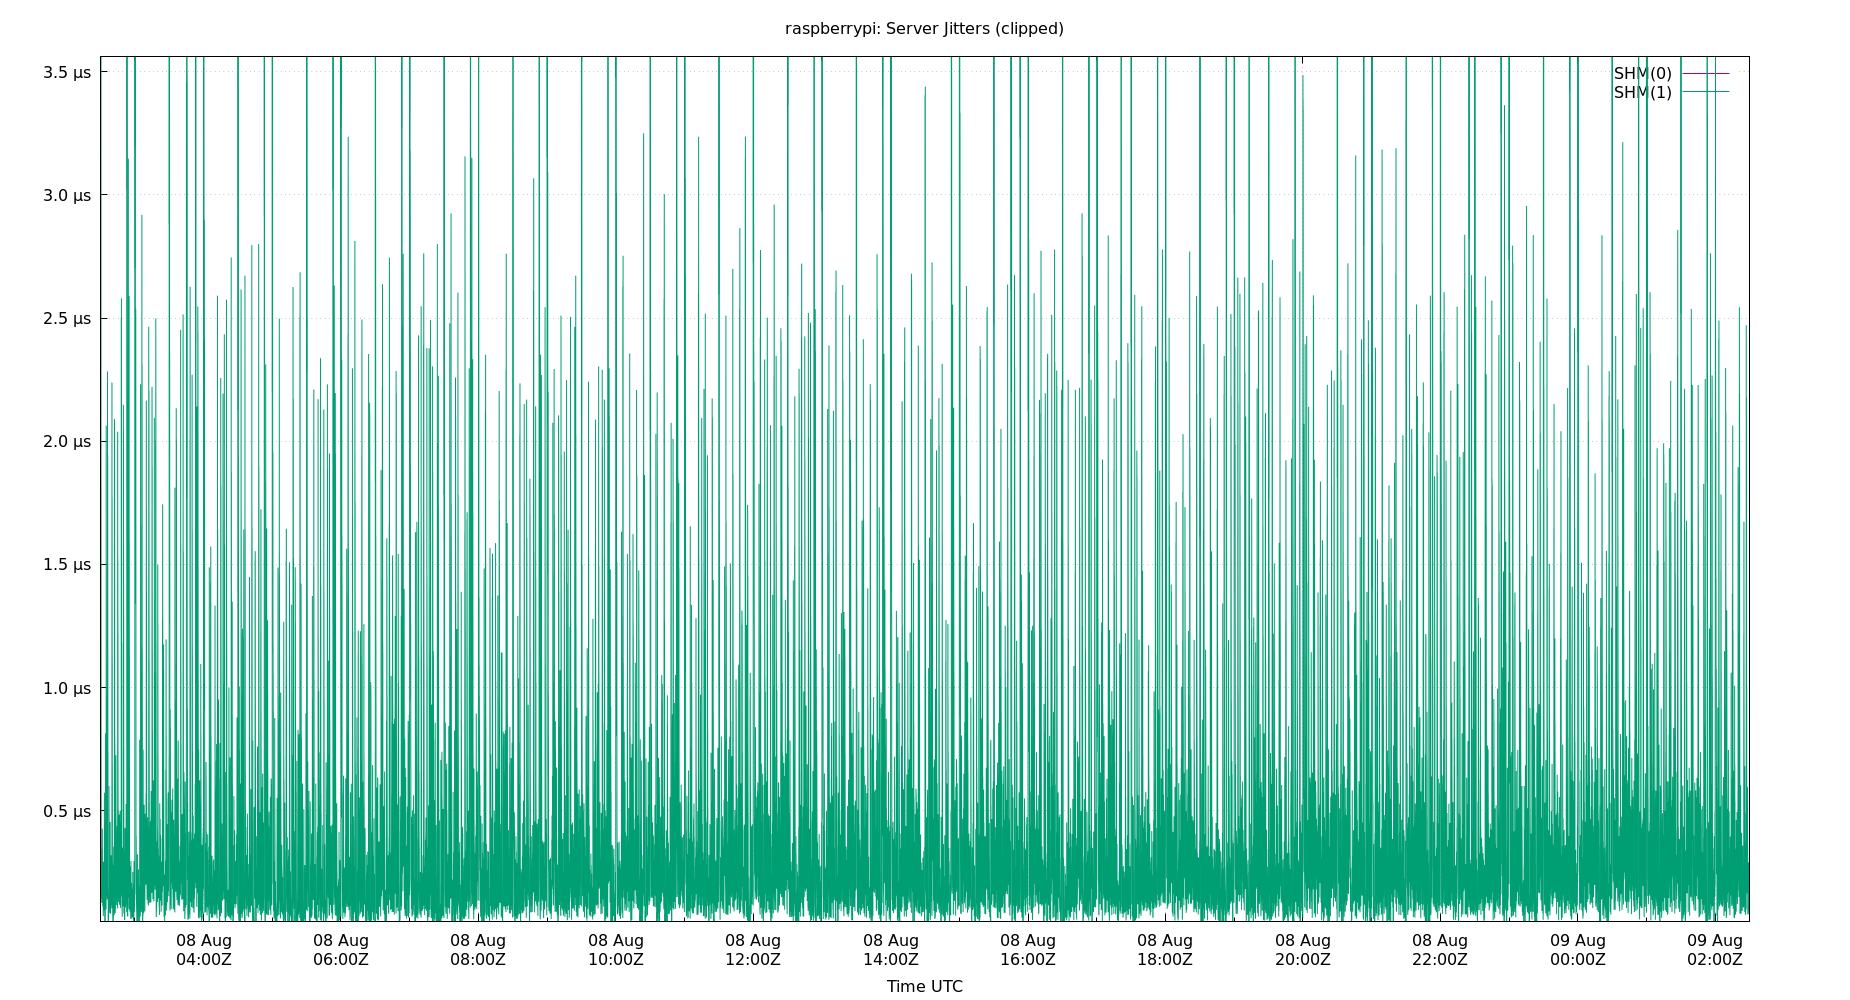 raspberrypi: Server Jitters (clipped)
3.5 µs
3.0 µs
2.5 µs
2.0 µs
1.5 µs
1.0 µs
0.5 µs
SHM(0)
SHM(1)
08 Aug 08 Aug 08 Aug 08 Aug 08 Aug 08 Aug 08 Aug 08 Aug 08 Aug 08 Aug 09 Aug 09 Aug
04:00Z 06:00Z 08:00Z 10:00Z 12:00Z 14:00Z 16:00Z 18:00Z 20:00Z 22:00Z 00:00Z 02:00Z
Time UTC